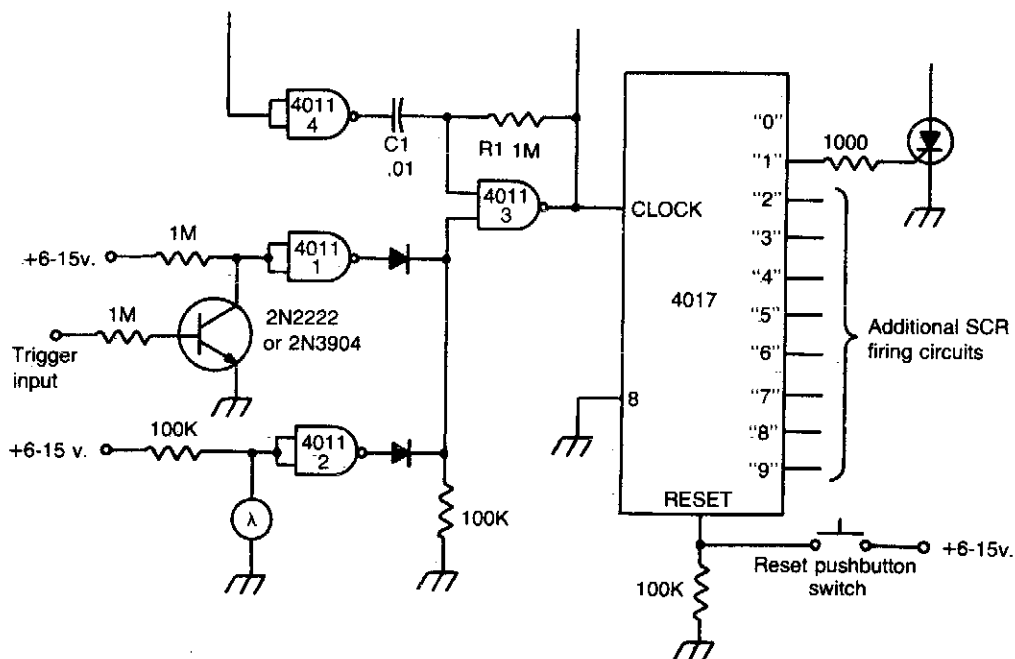 4011
4
C1
.01
R1 1M
4011
3
CLOCK
"0"
"1"
"2"
"3"
"4"
"5"
"6"
"7"
"8"
"9"
4017
8
RESET
1000
Additional SCR
firing circuits
+6-15v.
1M
4011
1
1M
Trigger
input
2N2222
or 2N3904
+6-15 v.
100K
4011
2
λ
100K
100K
Reset pushbutton
switch
+6-15v.